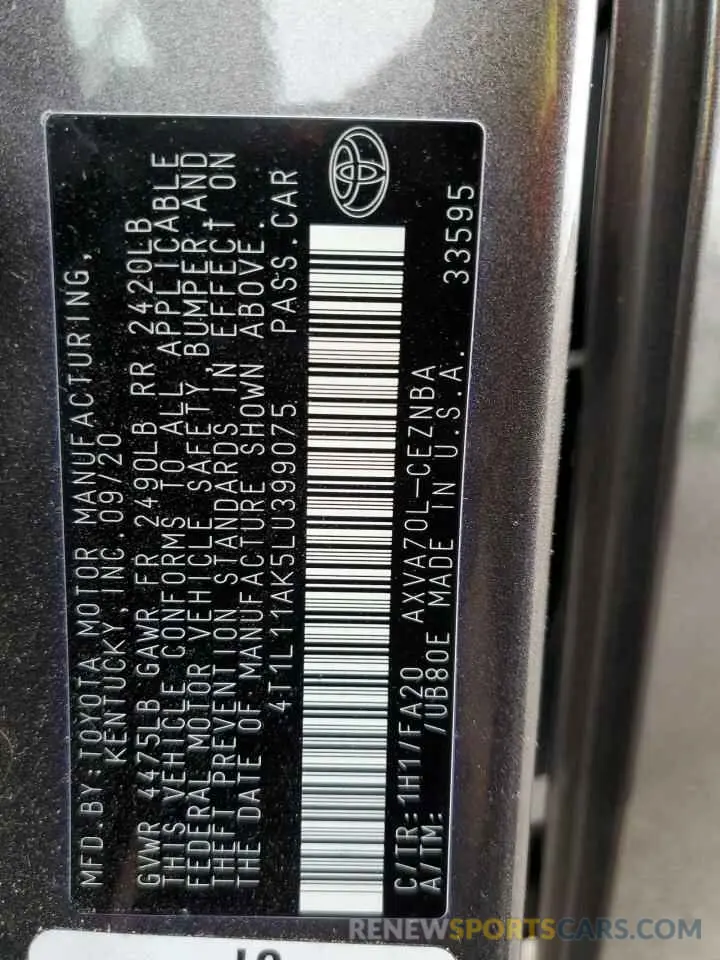 MFD. BY: TOYOTA MOTOR MANUFACTURING,
KENTUCKY, INC. 09/20
GVWR 4475LB GAWR FR 2490LB RR 2420LB
THIS VEHICLE CONFORMS TO ALL APPLICABLE
FEDERAL MOTOR VEHICLE SAFETY, BUMPER, AND
THEFT PREVENTION STANDARDS IN EFFECT ON
THE DATE OF MANUFACTURE SHOWN ABOVE.
4T1L11AK5LU399075 PASS. CAR
C/TR: 1H1/FA20 AXVA70L-CEZNBA
A/TM: /UB80E MADE IN U.S.A. 33595
RENEWSPORTSCARS.COM